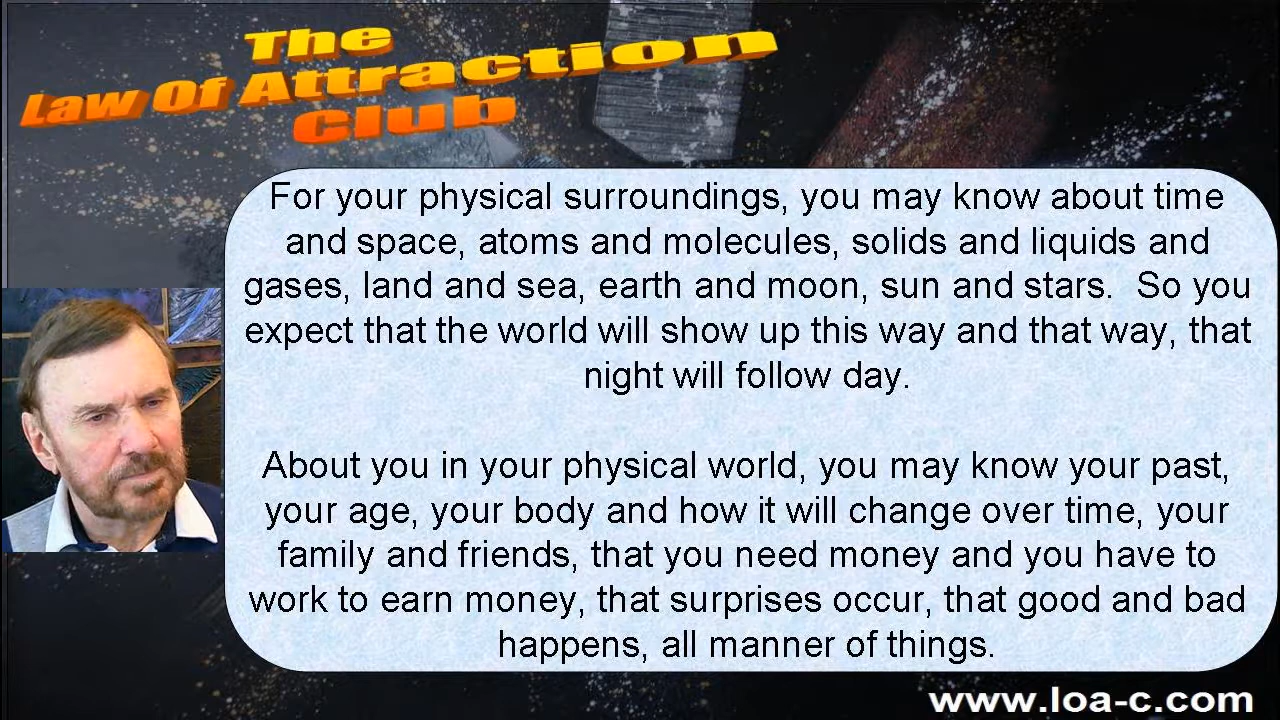 The
Law Of Attraction
Club
For your physical surroundings, you may know about time
and space, atoms and molecules, solids and liquids and
gases, land and sea, earth and moon, sun and stars.  So you
expect that the world will show up this way and that way, that
night will follow day.
About you in your physical world, you may know your past,
your age, your body and how it will change over time, your
family and friends, that you need money and you have to
work to earn money, that surprises occur, that good and bad
happens, all manner of things.
www.loa-c.com